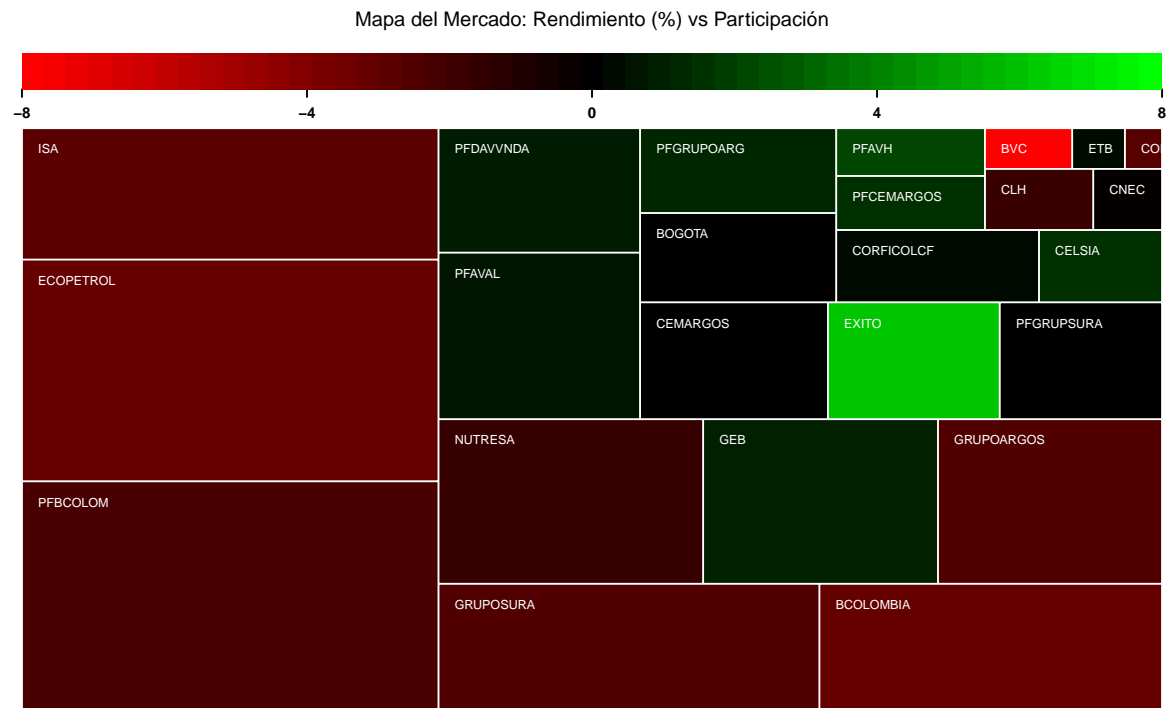 Mapa del Mercado: Rendimiento (%) vs Participación
−8 −4 0 4 8
ISA
PFDAVVNDA
PFGRUPOARG
PFAVH
BVC
ETB
CO
PFCEMARGOS
CLH
CNEC
BOGOTA
CORFICOLCF
CELSIA
ECOPETROL
PFAVAL
CEMARGOS
EXITO
PFGRUPSURA
NUTRESA
GEB
GRUPOARGOS
PFBCOLOM
GRUPOSURA
BCOLOMBIA